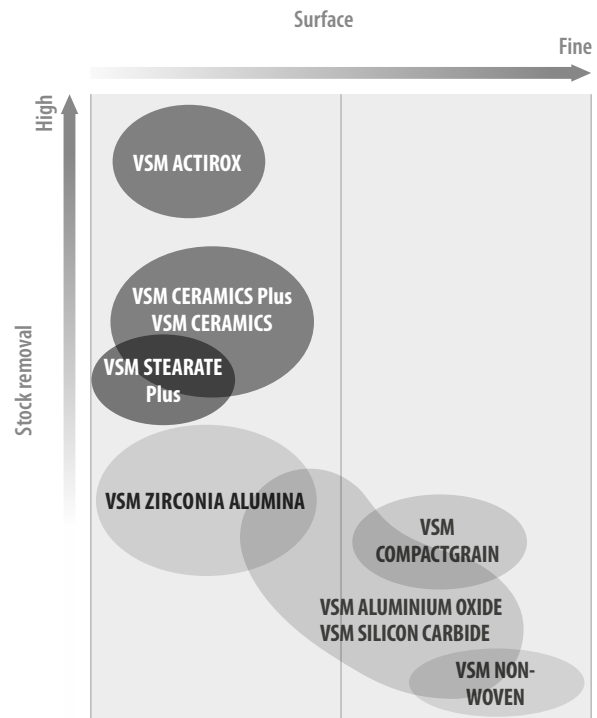 Surface
Fine
High
Stock removal
VSM ACTIROX
VSM CERAMICS Plus
VSM CERAMICS
VSM STEARATE
Plus
VSM ZIRCONIA ALUMINA
VSM
COMPACTGRAIN
VSM ALUMINIUM OXIDE
VSM SILICON CARBIDE
VSM NON-
WOVEN